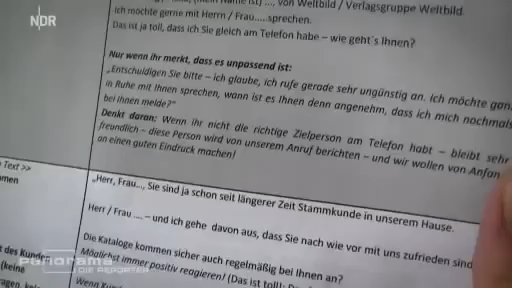 NDR
von Weltbild / Verlagsgruppe Weltbild
Ich möchte gerne mit Herrn / Frau.....sprechen.
Das ist ja toll, dass ich Sie gleich am Telefon habe – wie geht´s Ihnen?
Nur wenn ihr merkt, dass es unpassend ist:
„Entschuldigen Sie bitte – ich glaube, ich rufe gerade sehr ungünstig an. Ich möchte gan
in Ruhe mit Ihnen sprechen, wann ist es Ihnen denn angenehm, dass ich mich nochmals
bei Ihnen melde?“
Denkt daran: Wenn ihr nicht die richtige Zielperson am Telefon habt – bleibt sehr
freundlich – diese Person wird von unserem Anruf berichten – und wir wollen von Anfan
an einen guten Eindruck machen!
Text >>
„Herr, Frau..., Sie sind ja schon seit längerer Zeit Stammkunde in unserem Hause.
Herr / Frau .... – und ich gehe davon aus, dass Sie nach wie vor mit uns zufrieden sind
Die Kataloge kommen sicher auch regelmäßig bei Ihnen an?
panorama
DIE REPORTER
Möglichst immer positiv reagieren! (Das ist toll!
(keine
Wenn